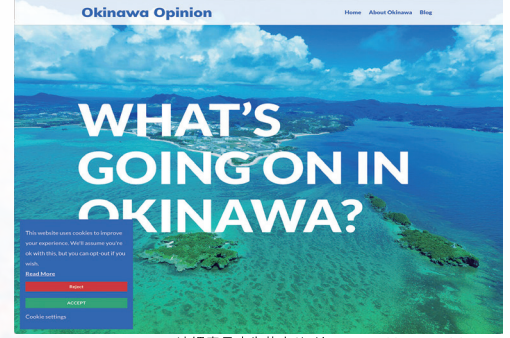 Okinawa Opinion
Home About Okinawa Blog
WHAT'S
GOING ON IN
OKINAWA?
This website uses cookies to improve
your experience. We'll assume you're
ok with this, but you can opt-out if you
wish.
Read More
Reject
ACCEPT
Cookie settings